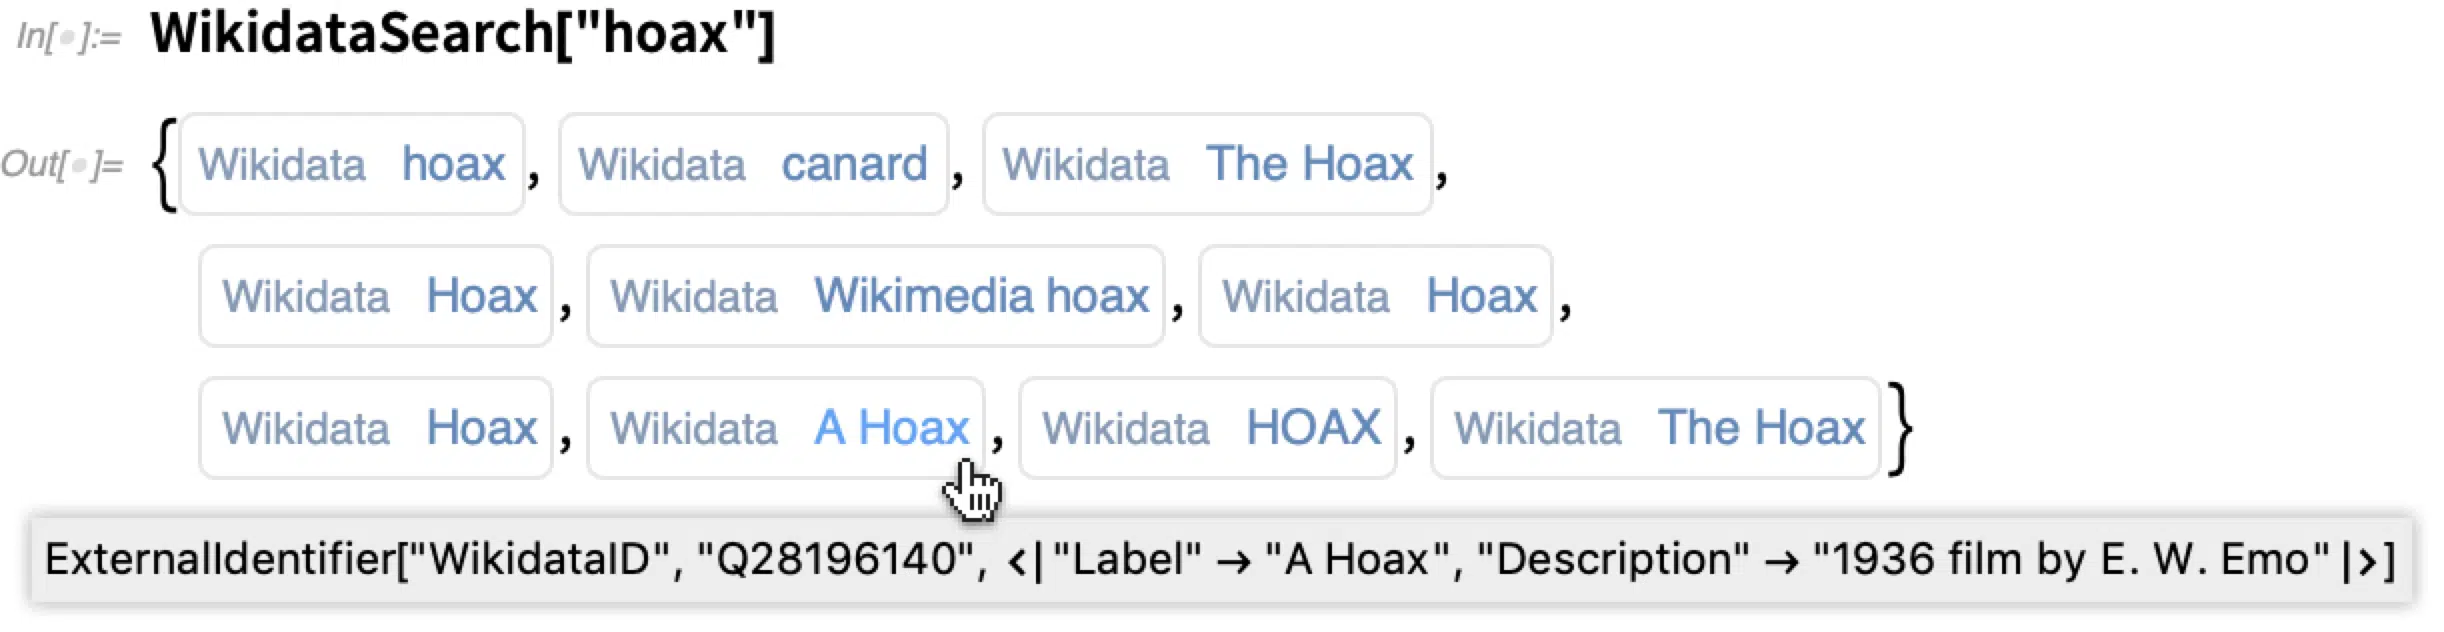 In[•]:= WikidataSearch["hoax"]
Out[•]= {Wikidata hoax, Wikidata canard, Wikidata The Hoax,
Wikidata Hoax, Wikidata Wikimedia hoax, Wikidata Hoax,
Wikidata Hoax, Wikidata A Hoax, Wikidata HOAX, Wikidata The Hoax}
ExternalIdentifier["WikidataID", "Q28196140", <|"Label" → "A Hoax", "Description" → "1936 film by E. W. Emo"|>]